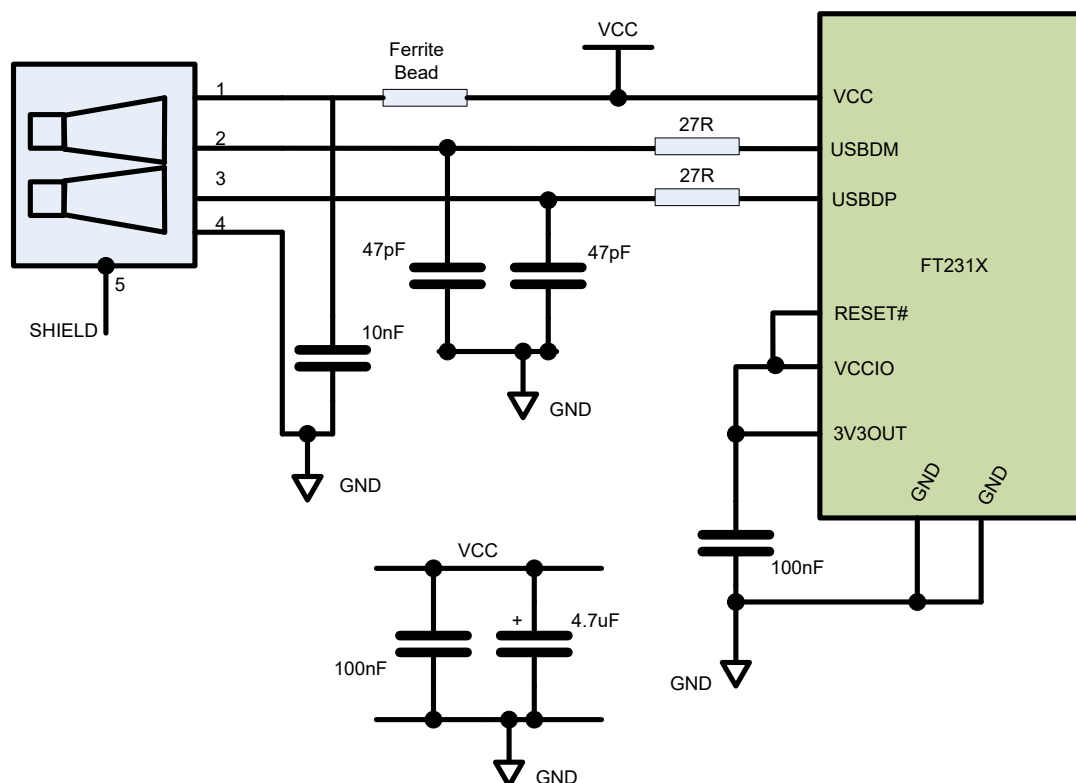 VCC
Ferrite
Bead
1
VCC
27R
2
USBDM
27R
3
USBDP
4
47pF
47pF
FT231X
5
SHIELD
10nF
RESET#
VCCIO
GND
3V3OUT
GND
GND
GND
VCC
100nF
+
4.7uF
100nF
GND
GND